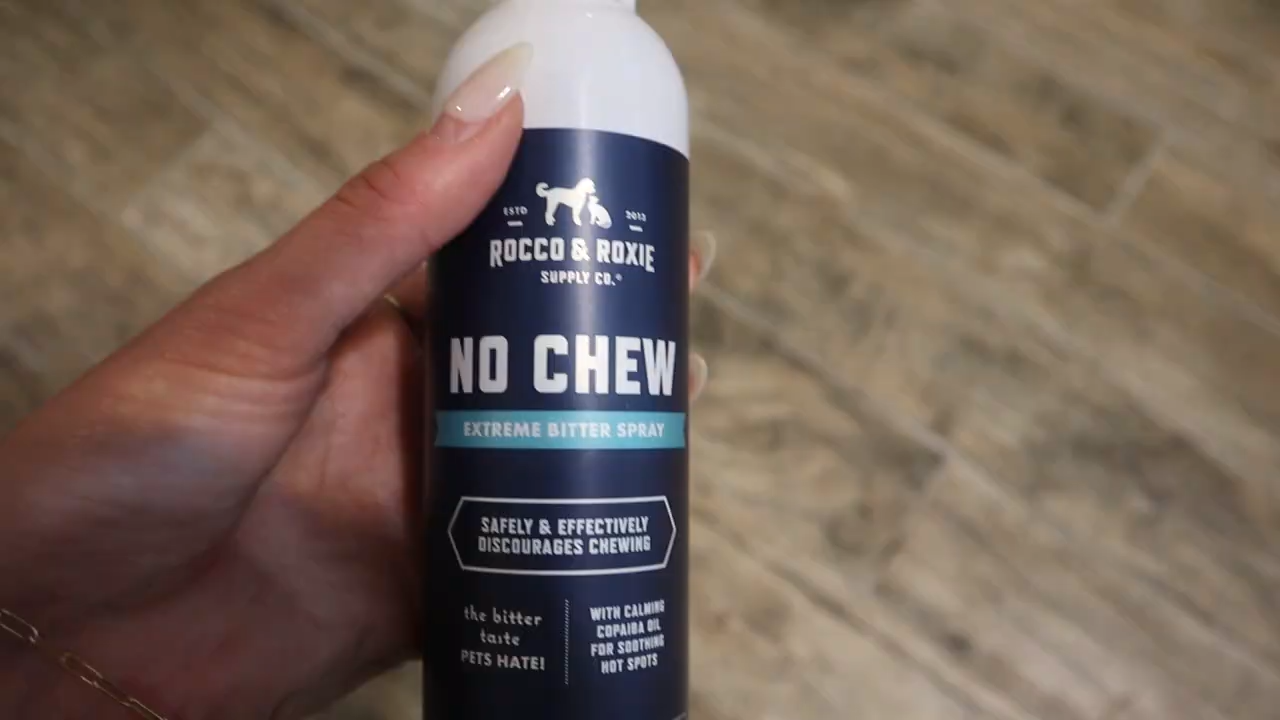 ESTD 2013
ROCCO & ROXIE
SUPPLY CO.®
NO CHEW
EXTREME BITTER SPRAY
SAFELY & EFFECTIVELY
DISCOURAGES CHEWING
the bitter
taste
PETS HATE!
WITH CALMING
COPAIBA OIL
FOR SOOTHING
HOT SPOTS